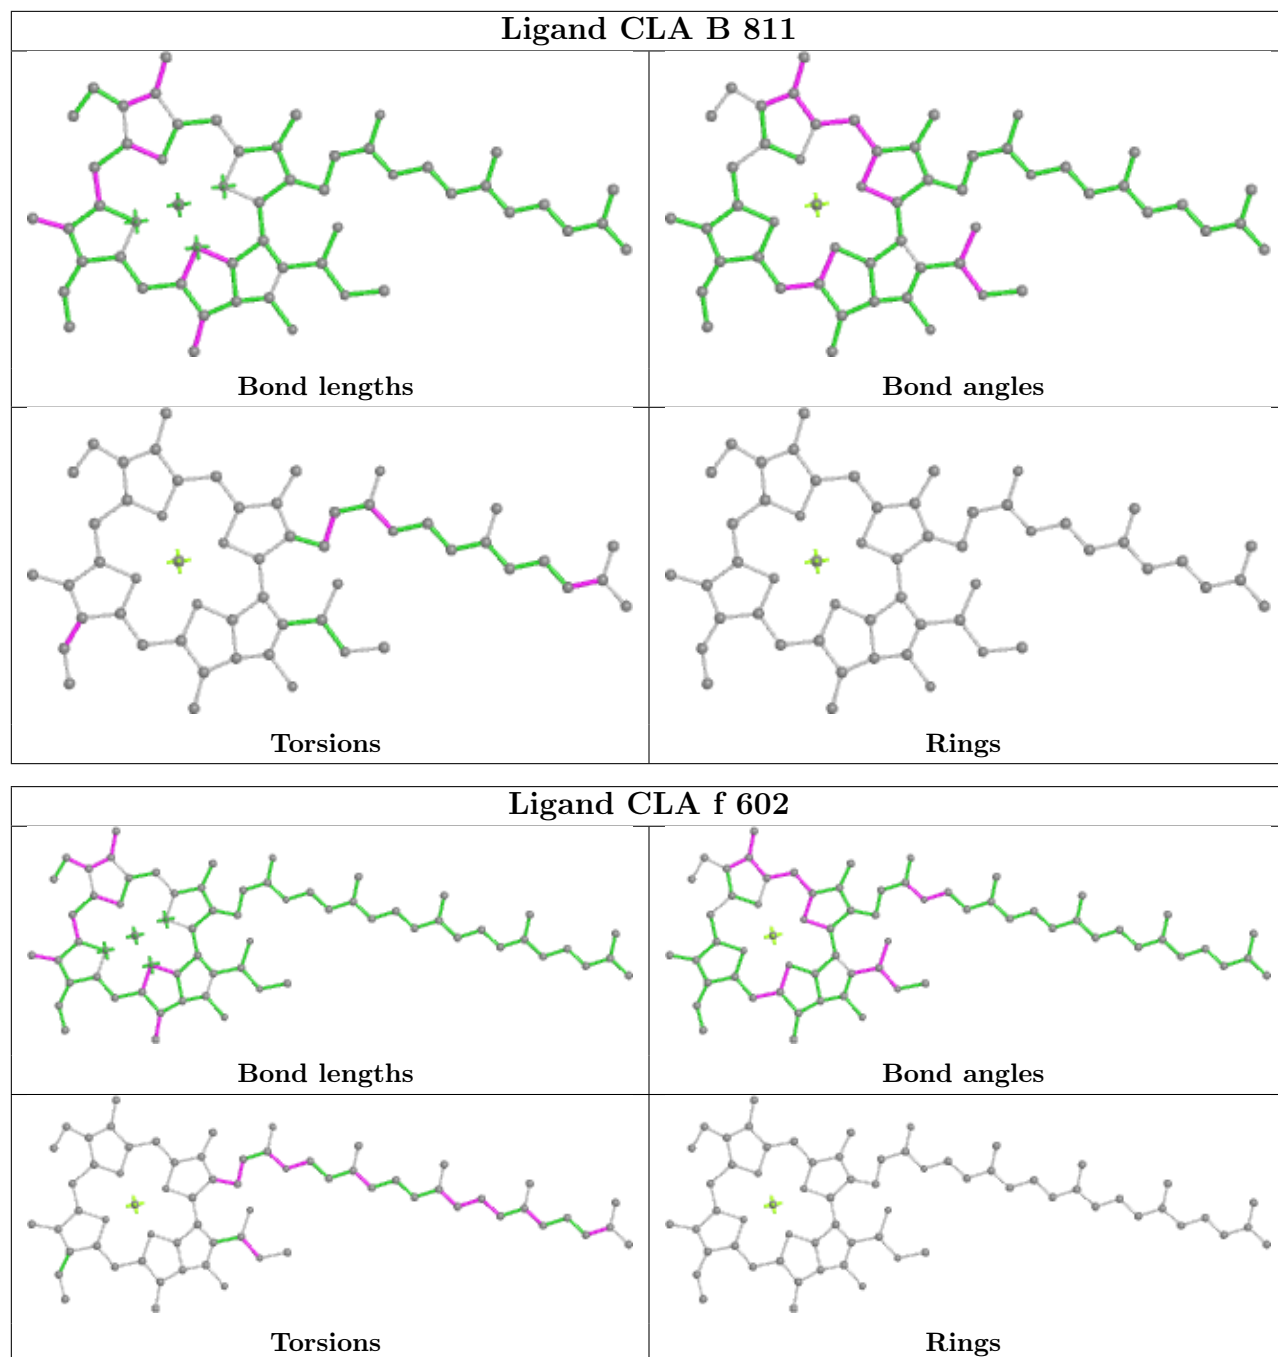 Ligand CLA B 811
Bond lengths
Bond angles
Torsions
Rings
Ligand CLA f 602
Bond lengths
Bond angles
Torsions
Rings